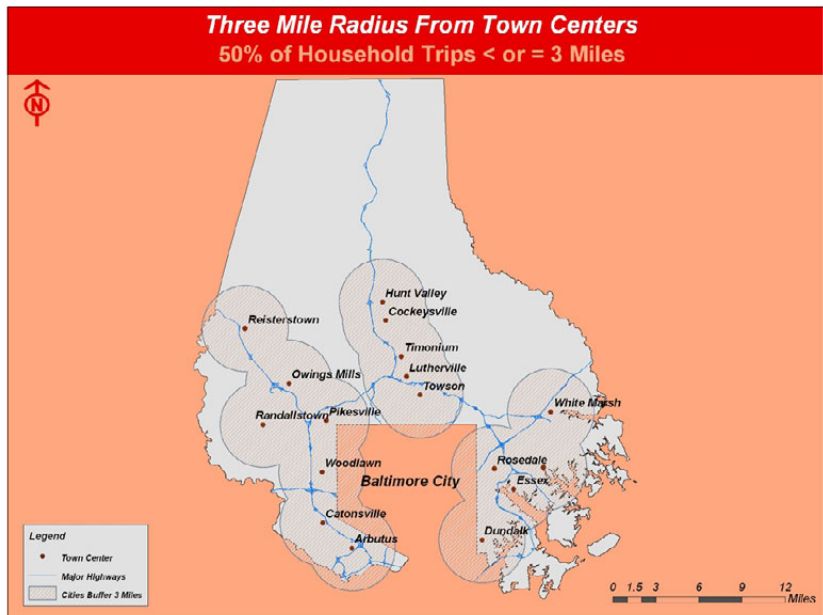 Three Mile Radius From Town Centers
50% of Household Trips < or = 3 Miles
N
Hunt Valley
Cockeysville
Reisterstown
Timonium
Lutherville
Owings Mills
Towson
White Marsh
Randallstown
Pikesville
Woodlawn
Rosedale
Baltimore City
Essex
Catonsville
Dundalk
Arbutus
Legend
Town Center
Major Highways
Cities Buffer 3 Miles
0 1.5 3 6 9 12
Miles